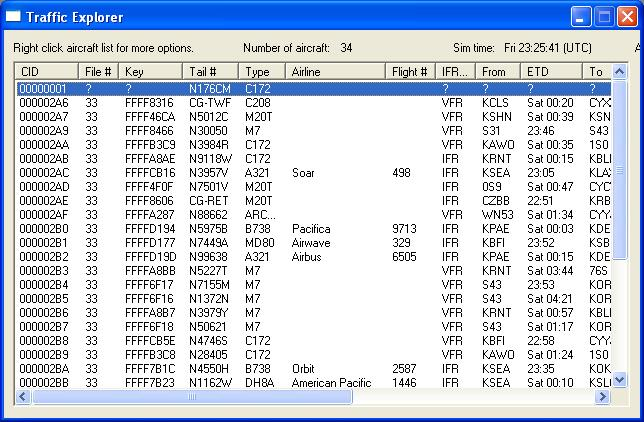 Traffic Explorer
Right click aircraft list for more options. Number of aircraft: 34 Sim time: Fri 23:25:41 (UTC) A
CID File # Key Tail # Type Airline Flight # IFR... From ETD To
00000001 ? ? N176CM C172 ? ? ? ?
000002A6 33 FFFF8316 CG-TWF C208 VFR KCLS Sat 00:20 CYX
000002A7 33 FFFF46CA N5012C M20T VFR KSHN Sat 00:39 KSN
000002A9 33 FFFF8466 N30050 M7 VFR S31 23:46 S43
000002AA 33 FFFFB3C9 N3984R C172 VFR KAWO Sat 00:35 1S0
000002AB 33 FFFFA8AE N9118W C172 IFR KRNT Sat 00:15 KBLI
000002AC 33 FFFFCB16 N3957V A321 Soar 498 IFR KSEA 23:05 KLA
000002AD 33 FFFF4F0F N7501V M20T IFR 0S9 Sat 00:47 CYC
000002AE 33 FFFF8606 CG-RET M20T IFR CZBB 22:51 KRB
000002AF 33 FFFFA287 N88662 ARC... VFR WN53 Sat 01:34 CYY
000002B0 33 FFFFD194 N5975B B738 Pacifica 9713 IFR KPAE Sat 00:03 KDE
000002B1 33 FFFFD177 N7449A MD80 Airwave 329 IFR KBFI 23:52 KSB
000002B2 33 FFFFD19D N99638 A321 Airbus 6505 IFR KPAE Sat 00:15 KDE
000002B3 33 FFFFA8BB N5227T M7 VFR KRNT Sat 03:44 76S
000002B4 33 FFFF6F17 N7155M M7 VFR S43 23:53 KOR
000002B5 33 FFFF6F16 N1372N M7 VFR S43 Sat 04:21 KOR
000002B6 33 FFFFA8B7 N3979Y M7 VFR KRNT Sat 00:57 KBLI
000002B7 33 FFFF6F18 N50621 M7 VFR S43 Sat 01:17 KOR
000002B8 33 FFFFCB5E N4746S C172 VFR KBFI 22:58 CYY
000002B9 33 FFFFB3C8 N28405 C172 VFR KAWO Sat 01:24 1S0
000002BA 33 FFFF7B1C N4550H B738 Orbit 2587 IFR KSEA 23:35 KOK
000002BB 33 FFFF7B23 N1162W DH8A American Pacific 1446 IFR KSEA Sat 00:10 KSL